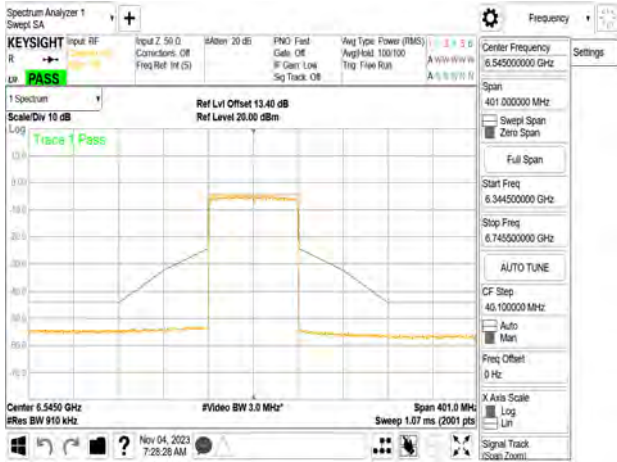 Spectrum Analyzer 1
Swept SA
Frequency
KEYSIGHT
Input: RF
Input Z: 50 Ω
#Atten: 20 dB
PNO: Fast
Avg Type: Power (RMS)
Center Frequency
Settings
R
Corrections: Off
Gate: Off
Avg|Hold: 100/100
6.545000000 GHz
Freq Ref: Int (S)
IF Gain: Low
Trig: Free Run
Sig Track: Off
PASS
Span
401.000000 MHz
Swept Span
Zero Span
1 Spectrum
Ref Lvl Offset 13.40 dB
Scale/Div 10 dB
Ref Level 20.00 dBm
Log
Trace 1 Pass
Full Span
Start Freq
6.344500000 GHz
Stop Freq
6.745500000 GHz
AUTO TUNE
CF Step
40.100000 MHz
Auto
Man
Freq Offset
0 Hz
X Axis Scale
Log
Lin
Signal Track
(Span Zoom)
Center 6.5450 GHz
#Video BW 3.0 MHz*
Span 401.0 MHz
#Res BW 910 kHz
Sweep 1.07 ms (2001 pts
?
Nov 04, 2023
7:28:28 AM